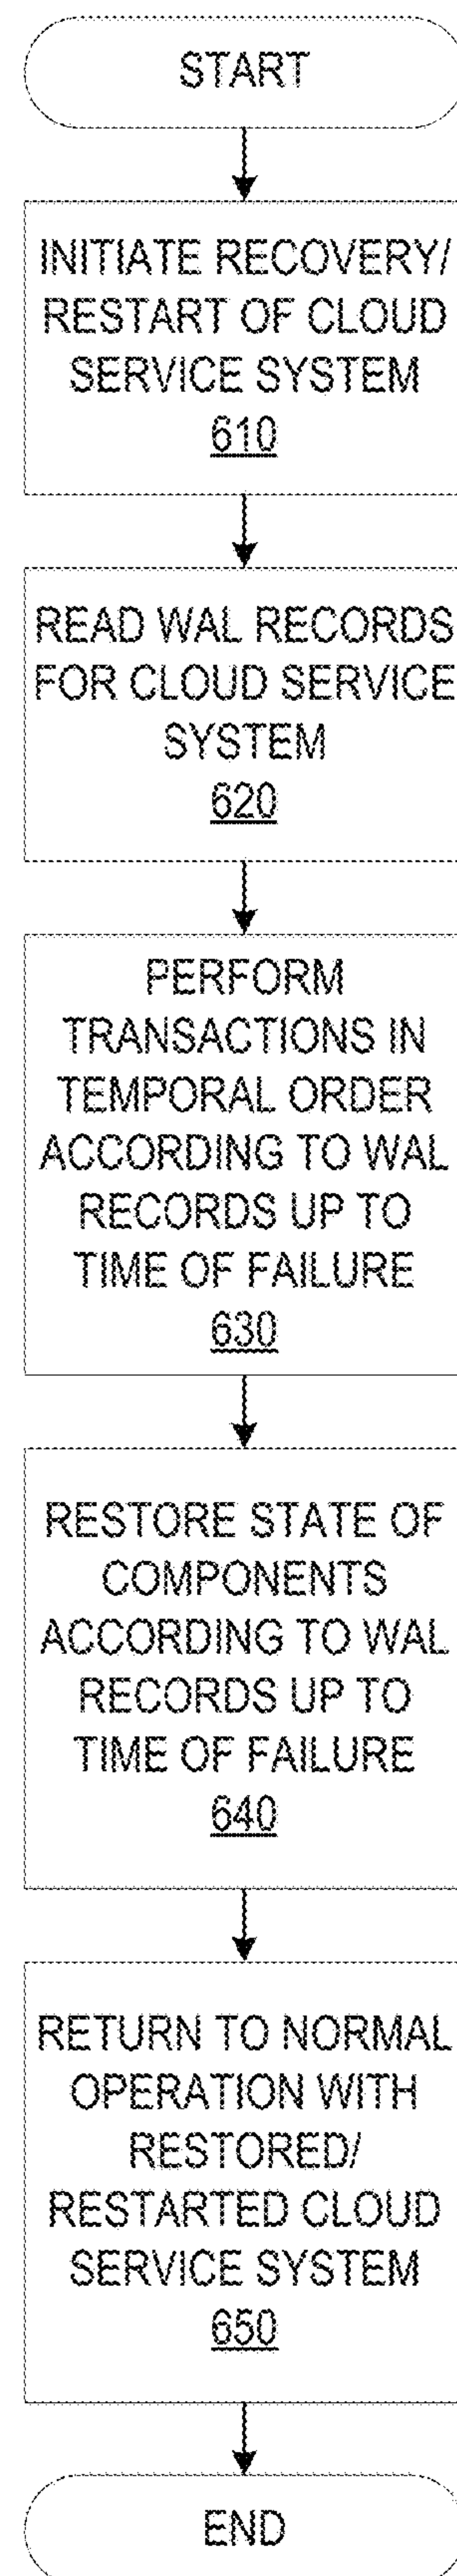 START
INITIATE RECOVERY/
RESTART OF CLOUD
SERVICE SYSTEM
610
READ WAL RECORDS
FOR CLOUD SERVICE
SYSTEM
620
PERFORM
TRANSACTIONS IN
TEMPORAL ORDER
ACCORDING TO WAL
RECORDS UP TO
TIME OF FAILURE
630
RESTORE STATE OF
COMPONENTS
ACCORDING TO WAL
RECORDS UP TO
TIME OF FAILURE
640
RETURN TO NORMAL
OPERATION WITH
RESTORED/
RESTARTED CLOUD
SERVICE SYSTEM
650
END